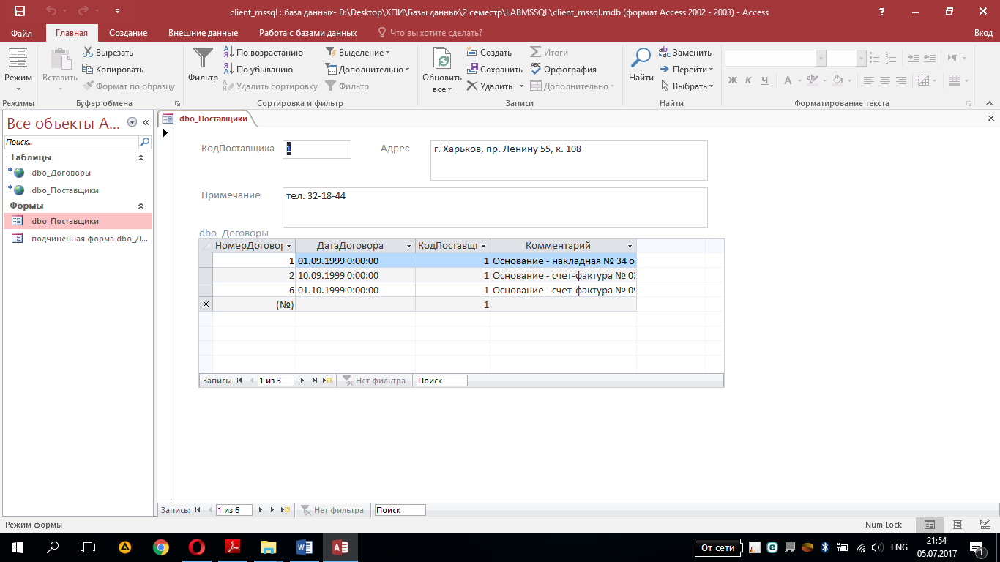 client_mssql : база данных- D:\Desktop\ХПИ\Базы данных\2 семестр\LABMSSQL\client_mssql.mdb (формат Access 2002 - 2003) - Access
Файл Главная Создание Внешние данные Работа с базами данных Что вы хотите сделать? Вход
Режим
Режимы
Вставить
Вырезать
Копировать
Формат по образцу
Буфер обмена
Фильтр
По возрастанию
По убыванию
Удалить сортировку
Выделение
Дополнительно
Фильтр
Сортировка и фильтр
Обновить
все
Создать
Сохранить
Удалить
Итоги
Орфография
Дополнительно
Записи
Найти
Заменить
Перейти
Выбрать
Найти
Ж К Ч
Форматирование текста
Все объекты A...
Поиск...
Таблицы
dbo_Договоры
dbo_Поставщики
Формы
dbo_Поставщики
подчиненная форма dbo_Д...
dbo_Поставщики
КодПоставщика 1 Адрес г. Харьков, пр. Ленину 55, к. 108
Примечание тел. 32-18-44
dbo_Договоры
НомерДоговор ДатаДоговора КодПоставщи Комментарий
1 01.09.1999 0:00:00 1 Основание - накладная № 34 о
2 10.09.1999 0:00:00 1 Основание - счет-фактура № 03
6 01.10.1999 0:00:00 1 Основание - счет-фактура № 09
(№) 1
Запись: 1 из 3 Нет фильтра Поиск
Запись: 1 из 6 Нет фильтра Поиск
Режим формы Num Lock
От сети ENG 21:54
05.07.2017
1